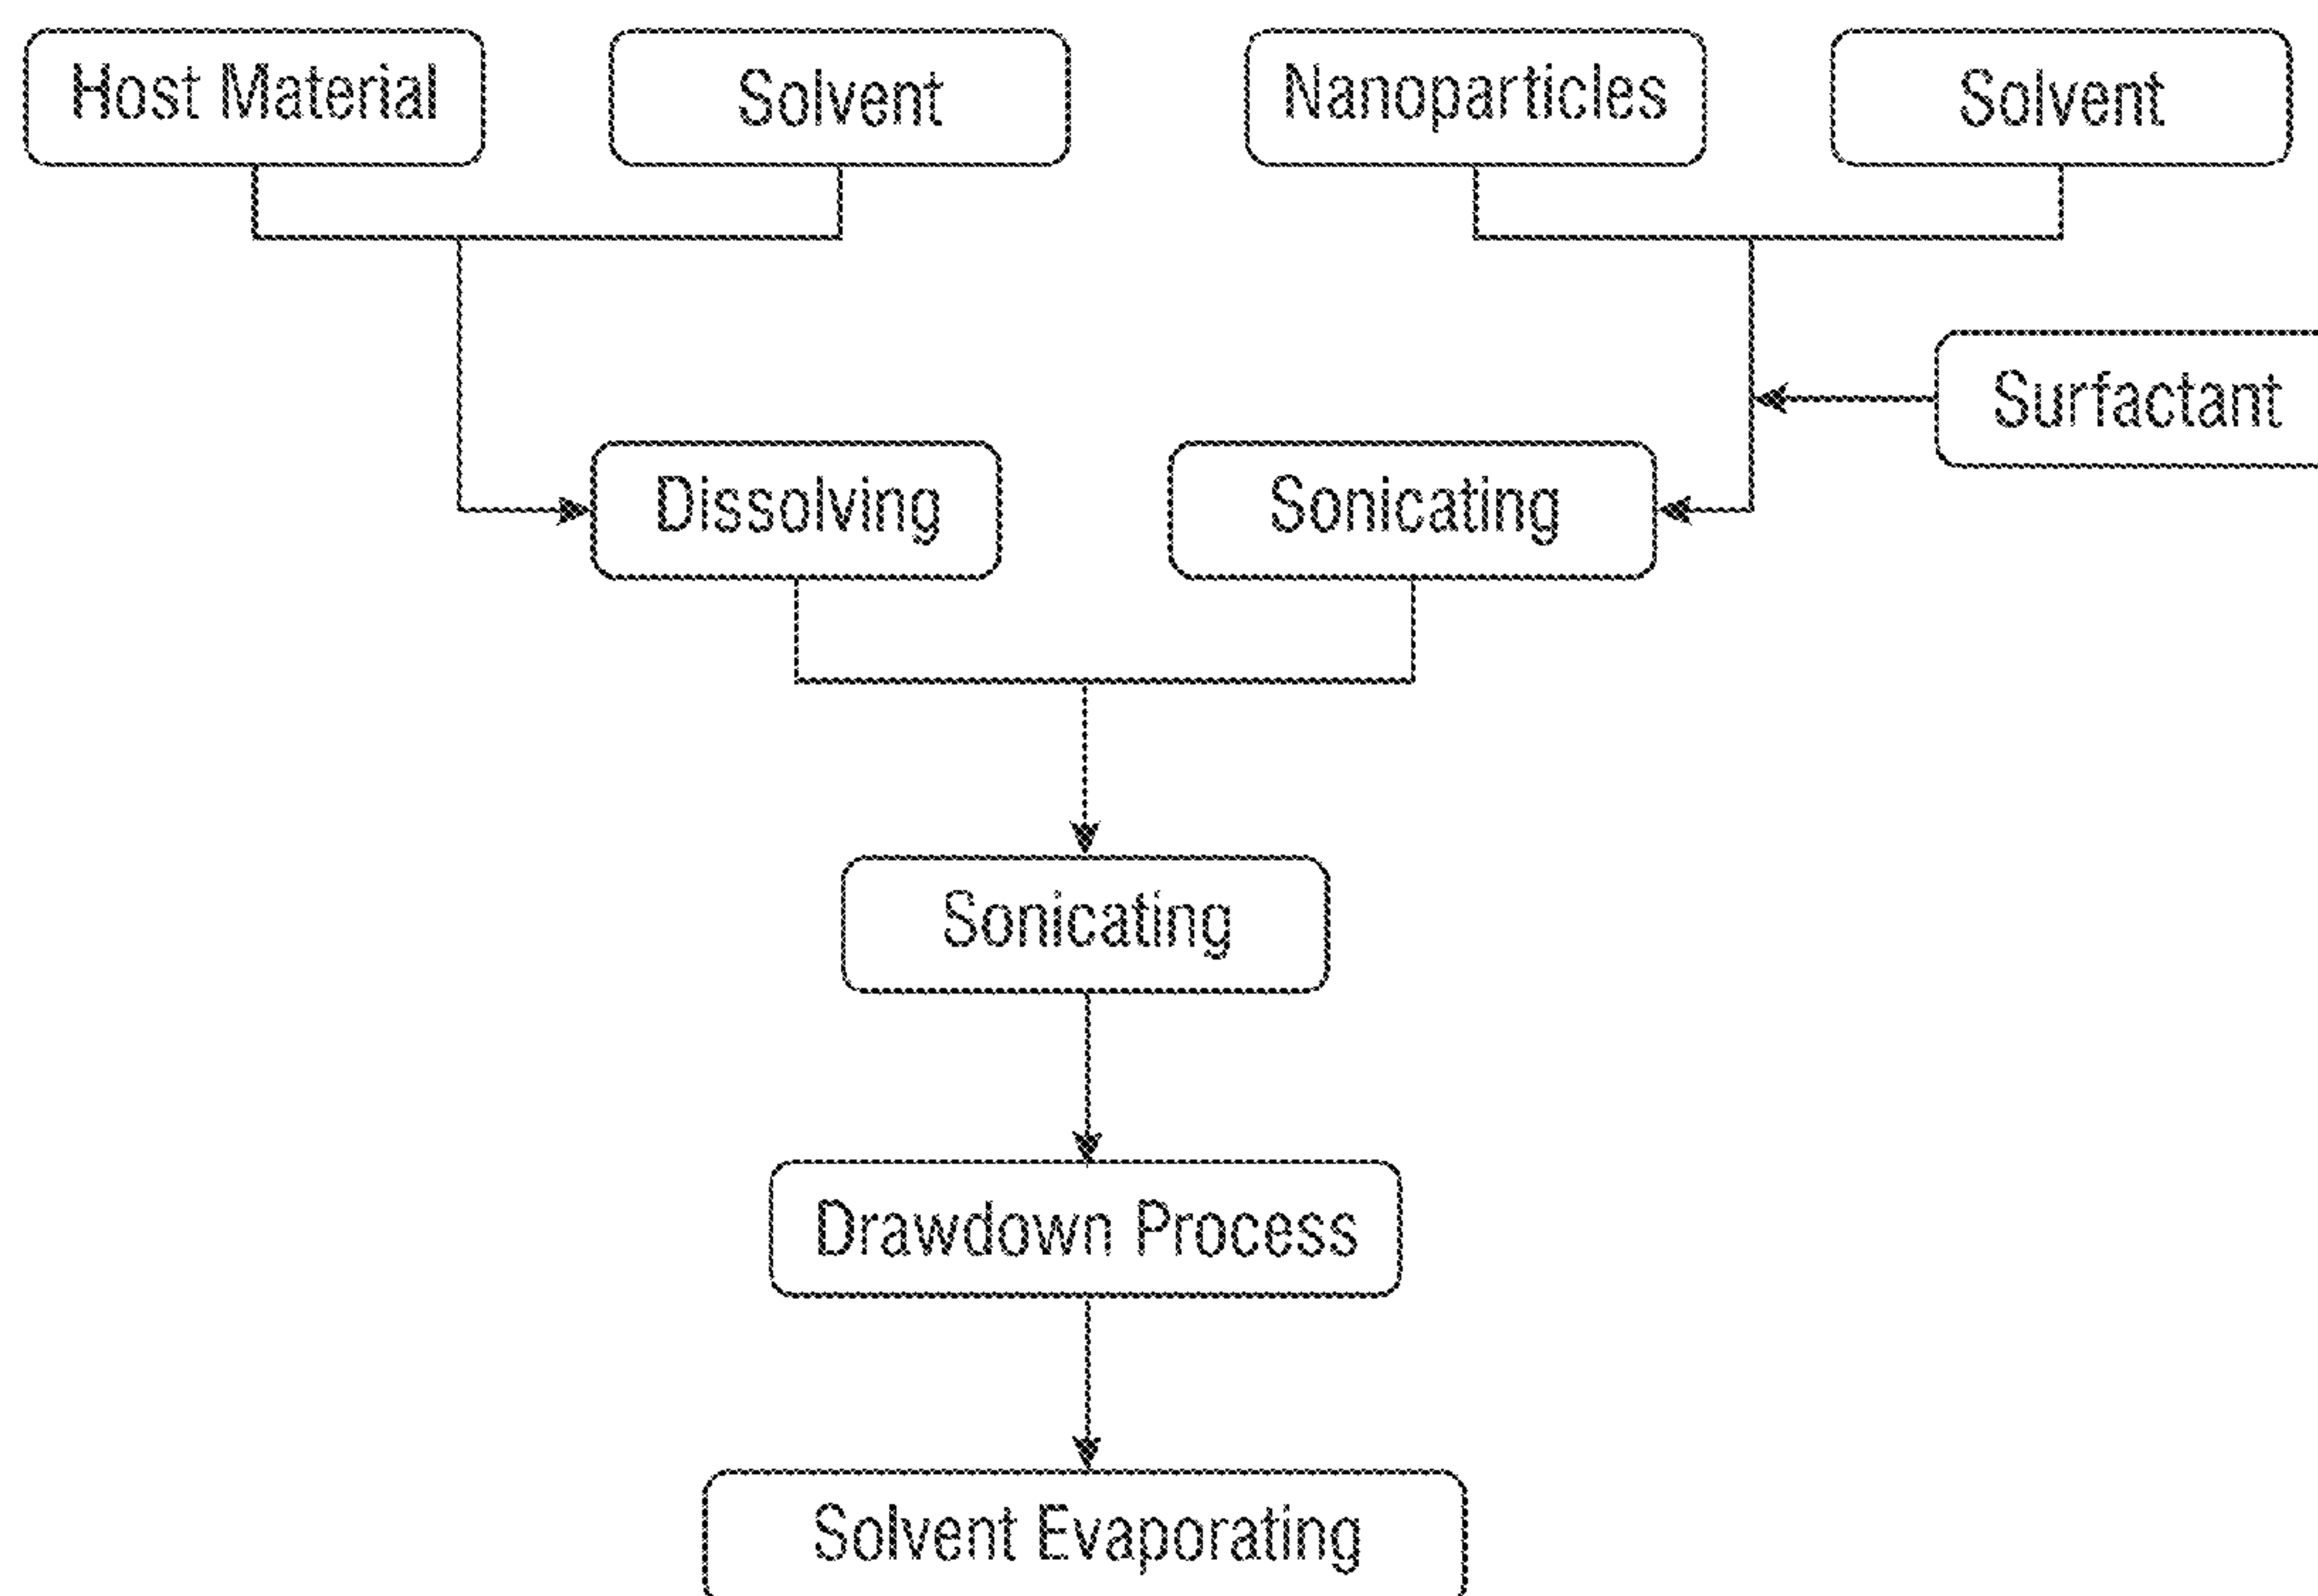 Host Material
Solvent
Nanoparticles
Solvent
Surfactant
Dissolving
Sonicating
Sonicating
Drawdown Process
Solvent Evaporating